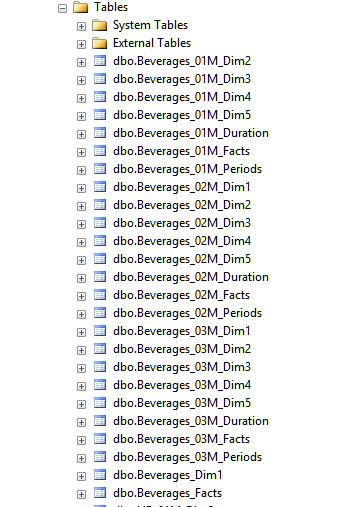 Tables
System Tables
External Tables
dbo.Beverages_01M_Dim2
dbo.Beverages_01M_Dim3
dbo.Beverages_01M_Dim4
dbo.Beverages_01M_Dim5
dbo.Beverages_01M_Duration
dbo.Beverages_01M_Facts
dbo.Beverages_01M_Periods
dbo.Beverages_02M_Dim1
dbo.Beverages_02M_Dim2
dbo.Beverages_02M_Dim3
dbo.Beverages_02M_Dim4
dbo.Beverages_02M_Dim5
dbo.Beverages_02M_Duration
dbo.Beverages_02M_Facts
dbo.Beverages_02M_Periods
dbo.Beverages_03M_Dim1
dbo.Beverages_03M_Dim2
dbo.Beverages_03M_Dim3
dbo.Beverages_03M_Dim4
dbo.Beverages_03M_Dim5
dbo.Beverages_03M_Duration
dbo.Beverages_03M_Facts
dbo.Beverages_03M_Periods
dbo.Beverages_Dim1
dbo.Beverages_Facts